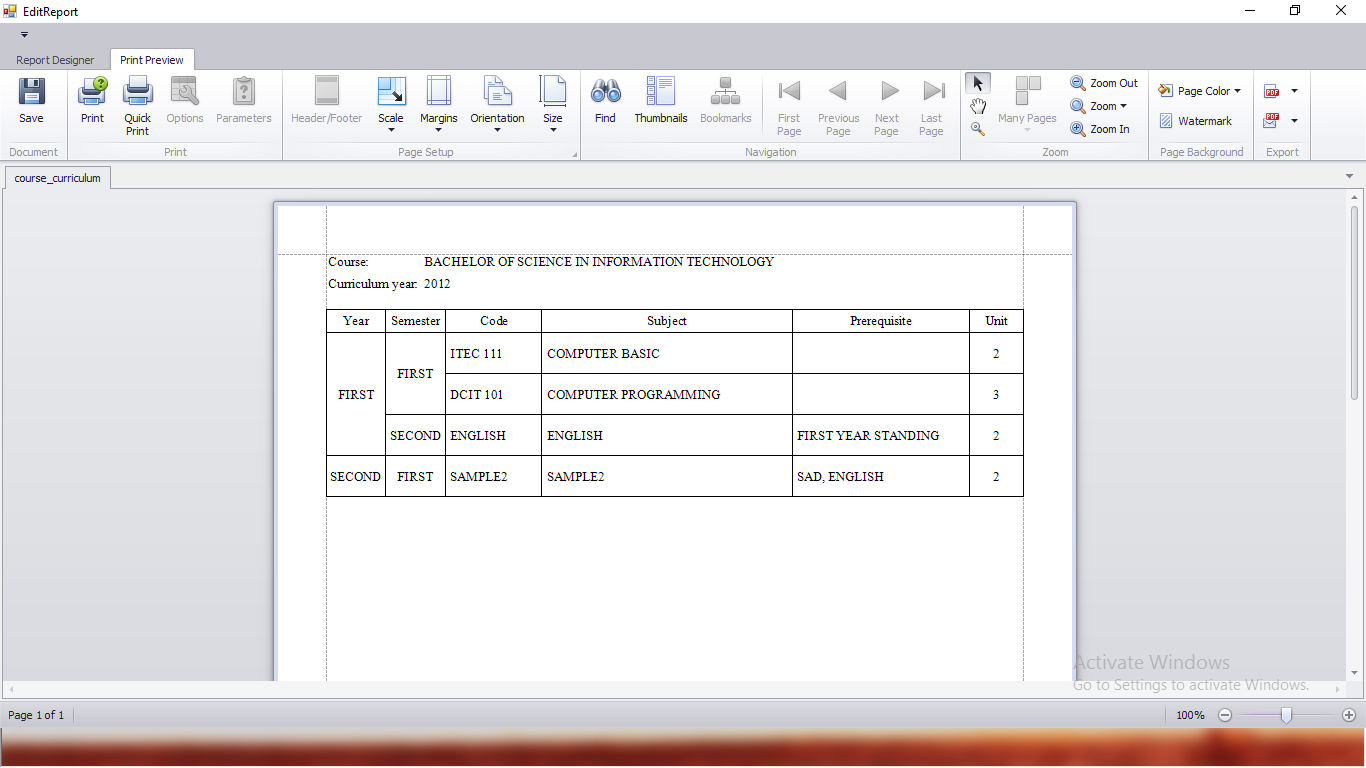 EditReport
Report Designer Print Preview
Save Print Quick Print Options Parameters Header/Footer Scale Margins Orientation Size Find Thumbnails Bookmarks First Page Previous Page Next Page Last Page Many Pages Zoom Out Zoom Zoom In Page Color Watermark PDF PDF
Document Print Page Setup Navigation Zoom Page Background Export
course_curriculum
Course: BACHELOR OF SCIENCE IN INFORMATION TECHNOLOGY
Curriculum year: 2012
Year Semester Code Subject Prerequisite Unit
FIRST FIRST ITEC 111 COMPUTER BASIC 2
DCIT 101 COMPUTER PROGRAMMING 3
SECOND ENGLISH ENGLISH FIRST YEAR STANDING 2
SECOND FIRST SAMPLE2 SAMPLE2 SAD, ENGLISH 2
Activate Windows
Go to Settings to activate Windows.
Page 1 of 1 100%